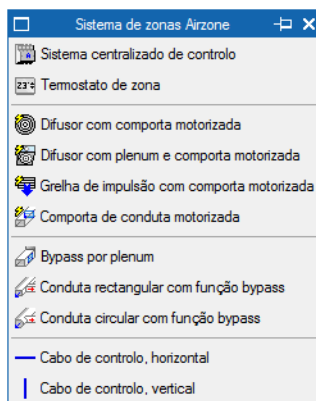 Sistema de zonas Airzone
Sistema centralizado de controlo
23°
Termostato de zona
Difusor com comporta motorizada
Difusor com plenum e comporta motorizada
Grelha de impulsão com comporta motorizada
Comporta de conduta motorizada
Bypass por plenum
Conduta rectangular com função bypass
Conduta circular com função bypass
Cabo de controlo, horizontal
Cabo de controlo, vertical